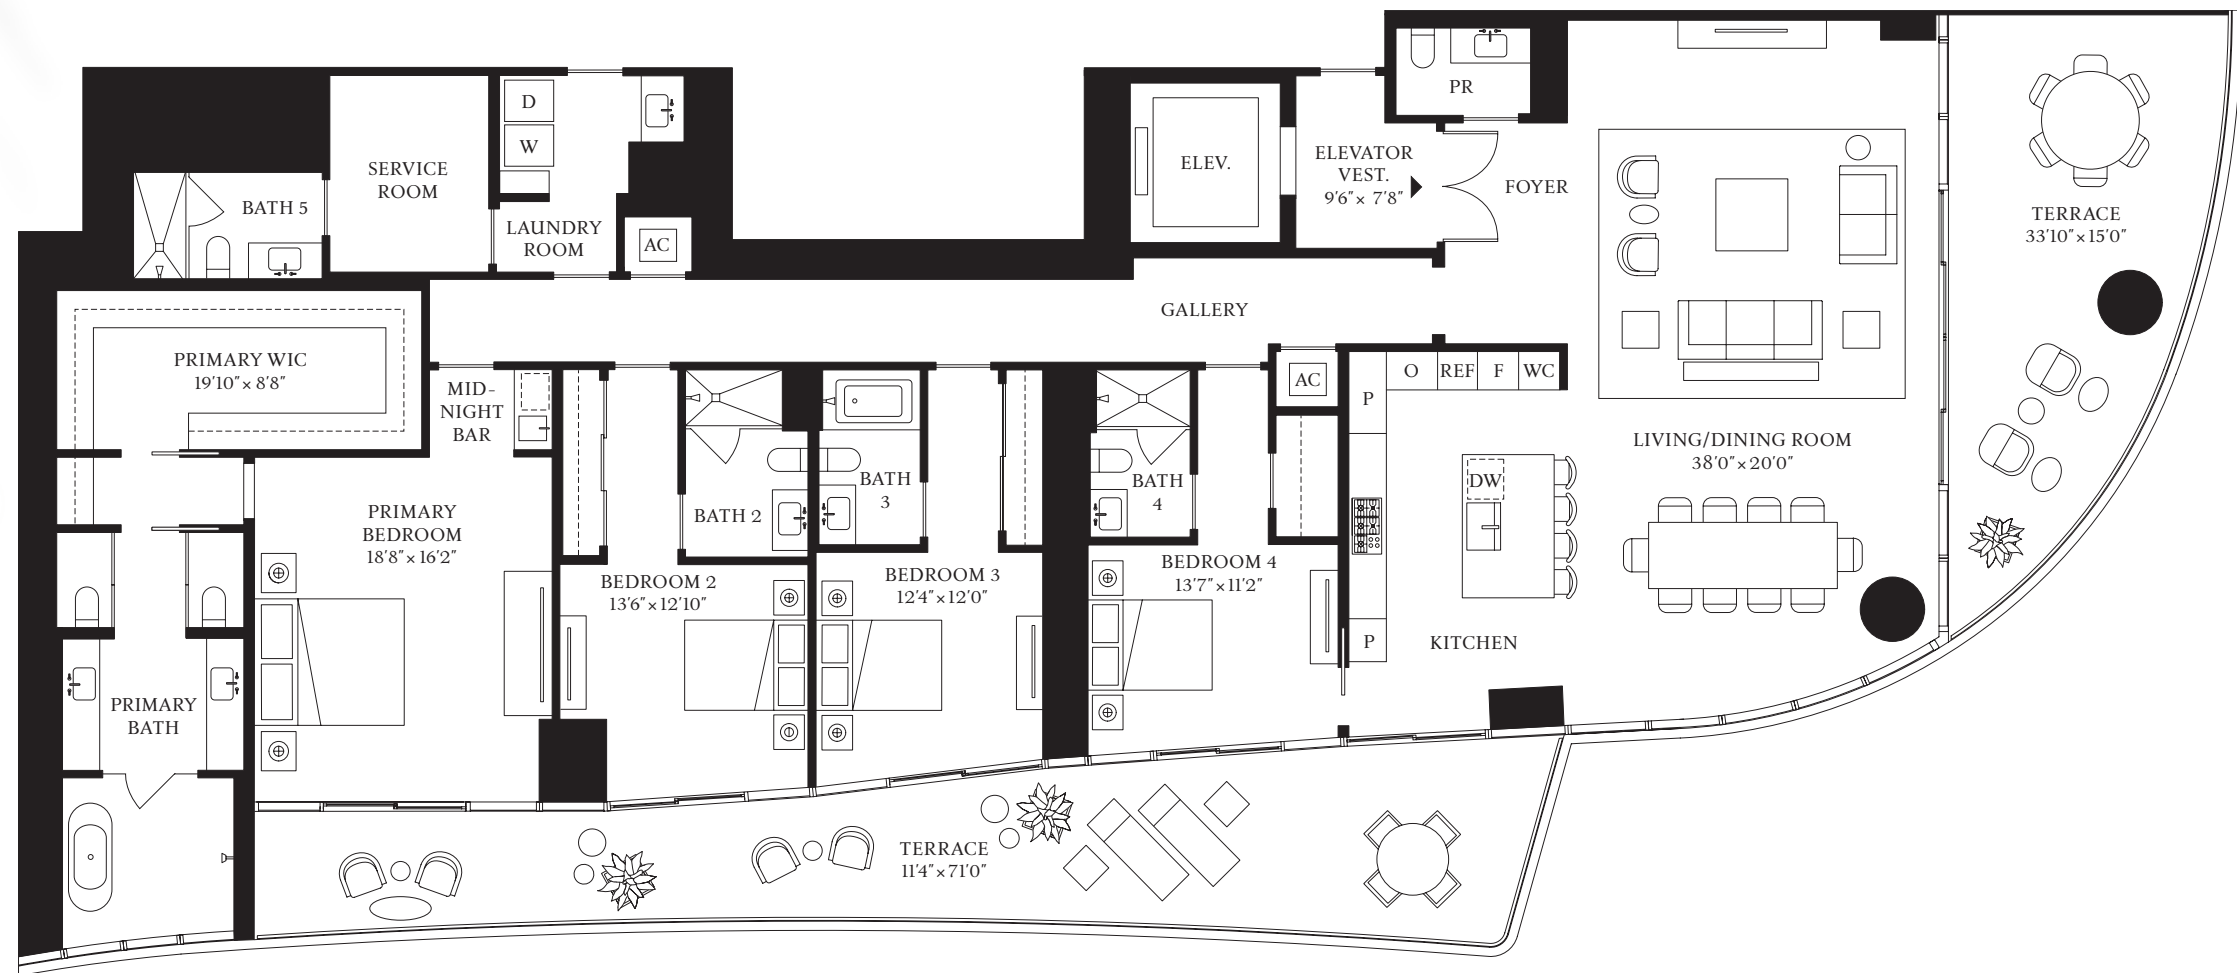 D
W
SERVICE
ROOM
BATH 5
LAUNDRY
ROOM
AC
ELEV.
ELEVATOR
VEST.
9'6"× 7'8"
PR
FOYER
TERRACE
33'10"×15'0"
GALLERY
PRIMARY WIC
19'10"× 8'8"
MID-
NIGHT
BAR
AC
P
O
REF
F
WC
LIVING/DINING ROOM
38'0"×20'0"
DW
PRIMARY
BEDROOM
18'8"×16'2"
BATH 2
BATH
3
BATH
4
BEDROOM 2
13'6"×12'10"
BEDROOM 3
12'4"×12'0"
BEDROOM 4
13'7"×11'2"
P
KITCHEN
PRIMARY
BATH
TERRACE
11'4"×71'0"